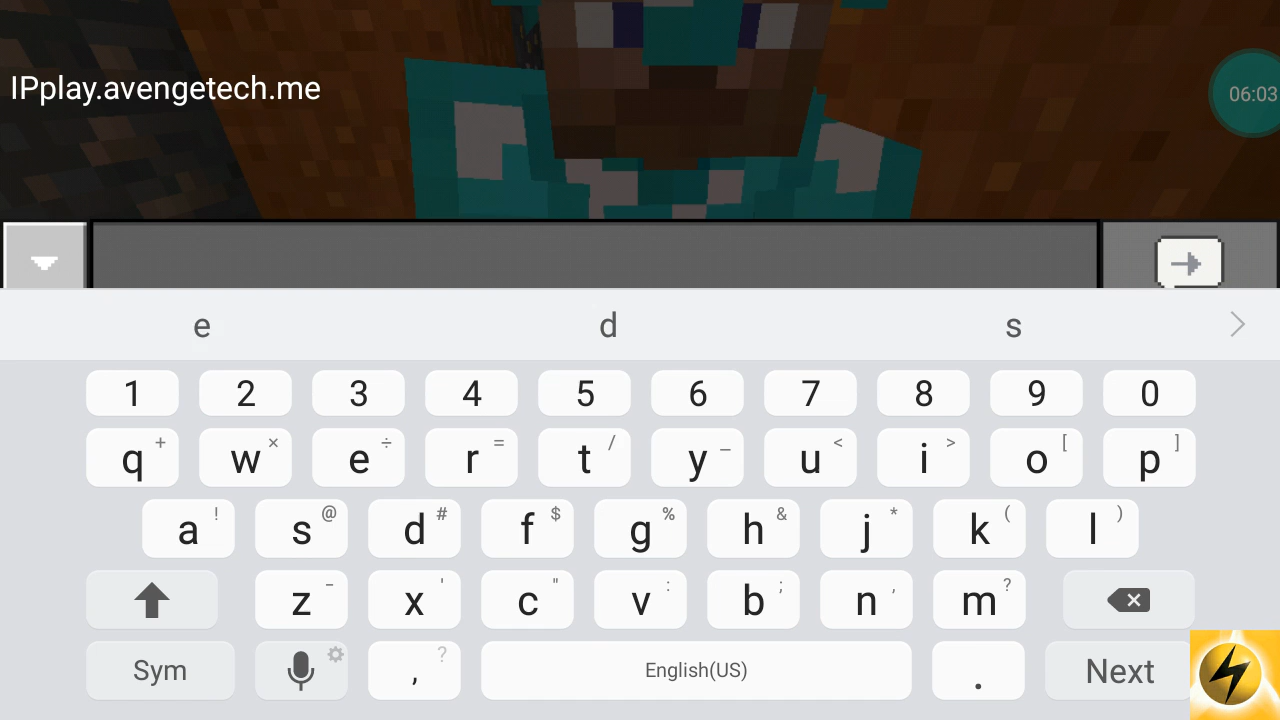 IPplay.avengetech.me
06:03
e d s
1 2 3 4 5 6 7 8 9 0
q + w × e ÷ r = t / y _ u < i > o [ p ]
a ! s @ d # f $ g % h & j * k ( l )
z - x ' c " v : b ; n , m ?
Sym , ? English(US) . Next